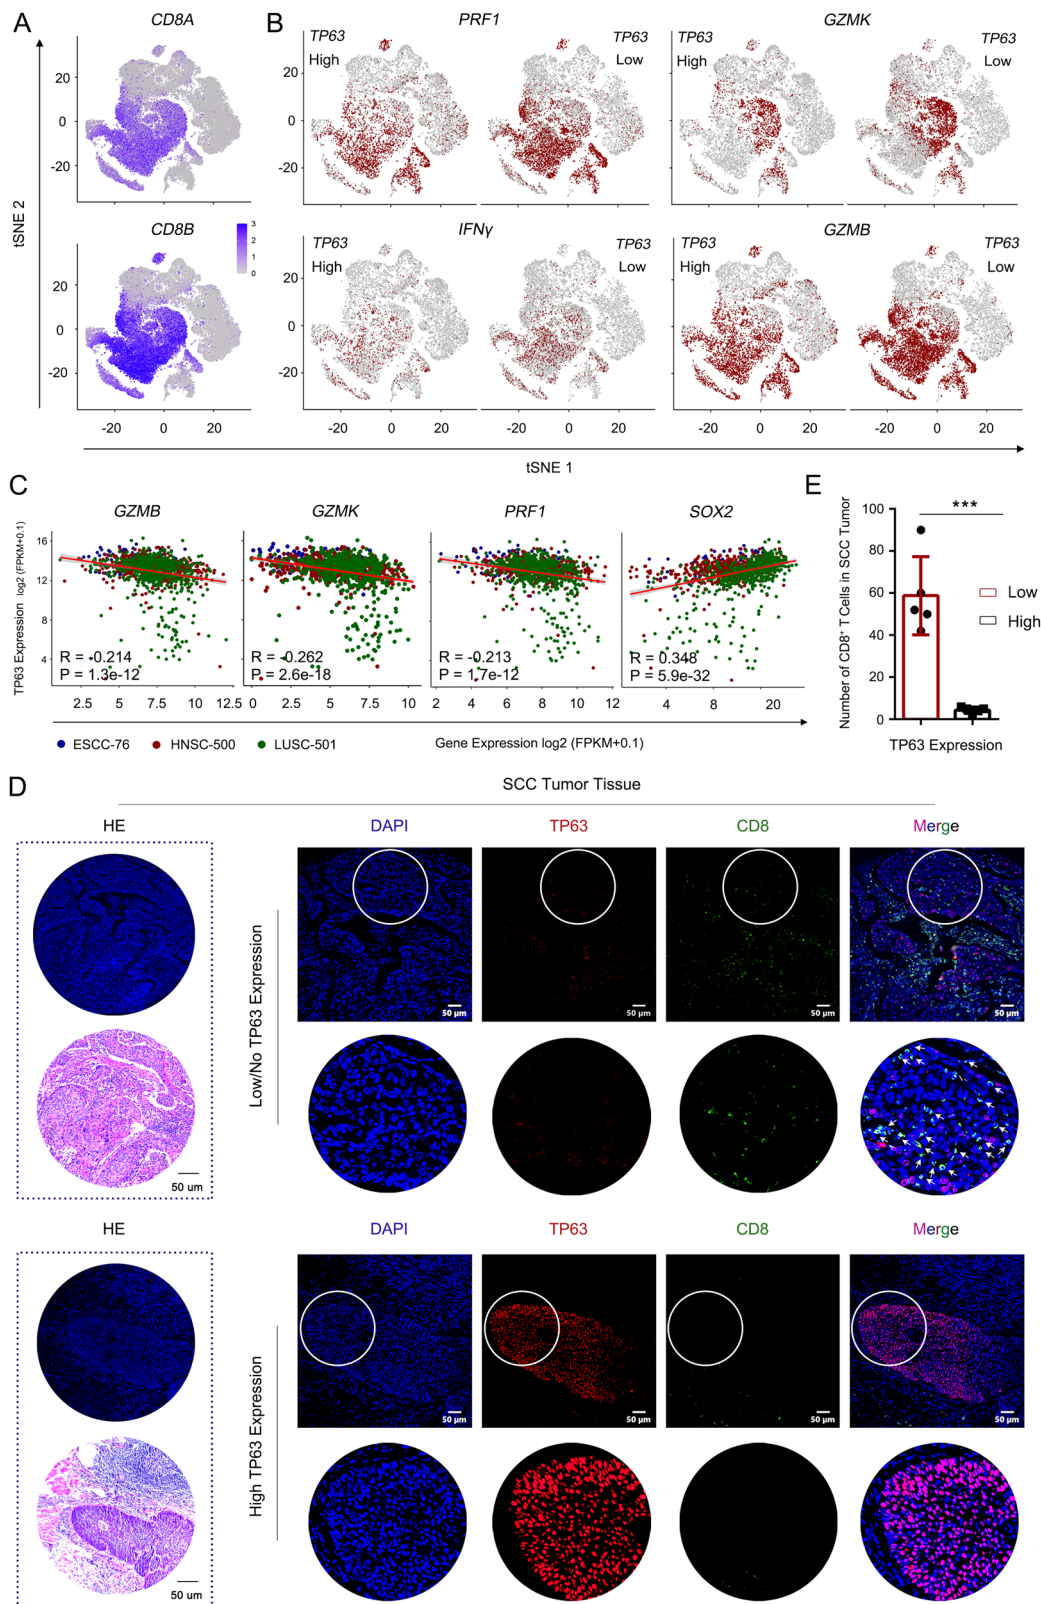 A
CD8A
tSNE 2
20
0
-20
CD8B
3
2
1
0
20
0
-20
-20
0
20
B
PRF1
TP63
High
TP63
Low
20
0
-20
GZMK
TP63
High
TP63
Low
IFNγ
TP63
High
TP63
Low
20
0
-20
GZMB
TP63
High
TP63
Low
-20
0
20
-20
0
20
-20
0
20
-20
0
20
tSNE 1
C
TP63 Expression log2 (FPKM+0.1)
16
12
8
4
GZMB
R = -0.214
P = 1.3e-12
2.5
5
7.5
10
12.5
GZMK
R = -0.262
P = 2.6e-18
0
2.5
5
7.5
10
PRF1
R = -0.213
P = 1.7e-12
2
4
6
8
10
12
SOX2
R = 0.348
P = 5.9e-32
4
8
12
16
20
ESCC-76
HNSC-500
LUSC-501
Gene Expression log2 (FPKM+0.1)
E
Number of CD8+ T Cells in SCC Tumor
100
80
60
40
20
0
***
Low
High
TP63 Expression
D
SCC Tumor Tissue
HE
DAPI
TP63
CD8
Merge
Low/No TP63 Expression
50 μm
50 μm
50 μm
50 μm
50 um
HE
DAPI
TP63
CD8
Merge
High TP63 Expression
50 μm
50 μm
50 μm
50 μm
50 um